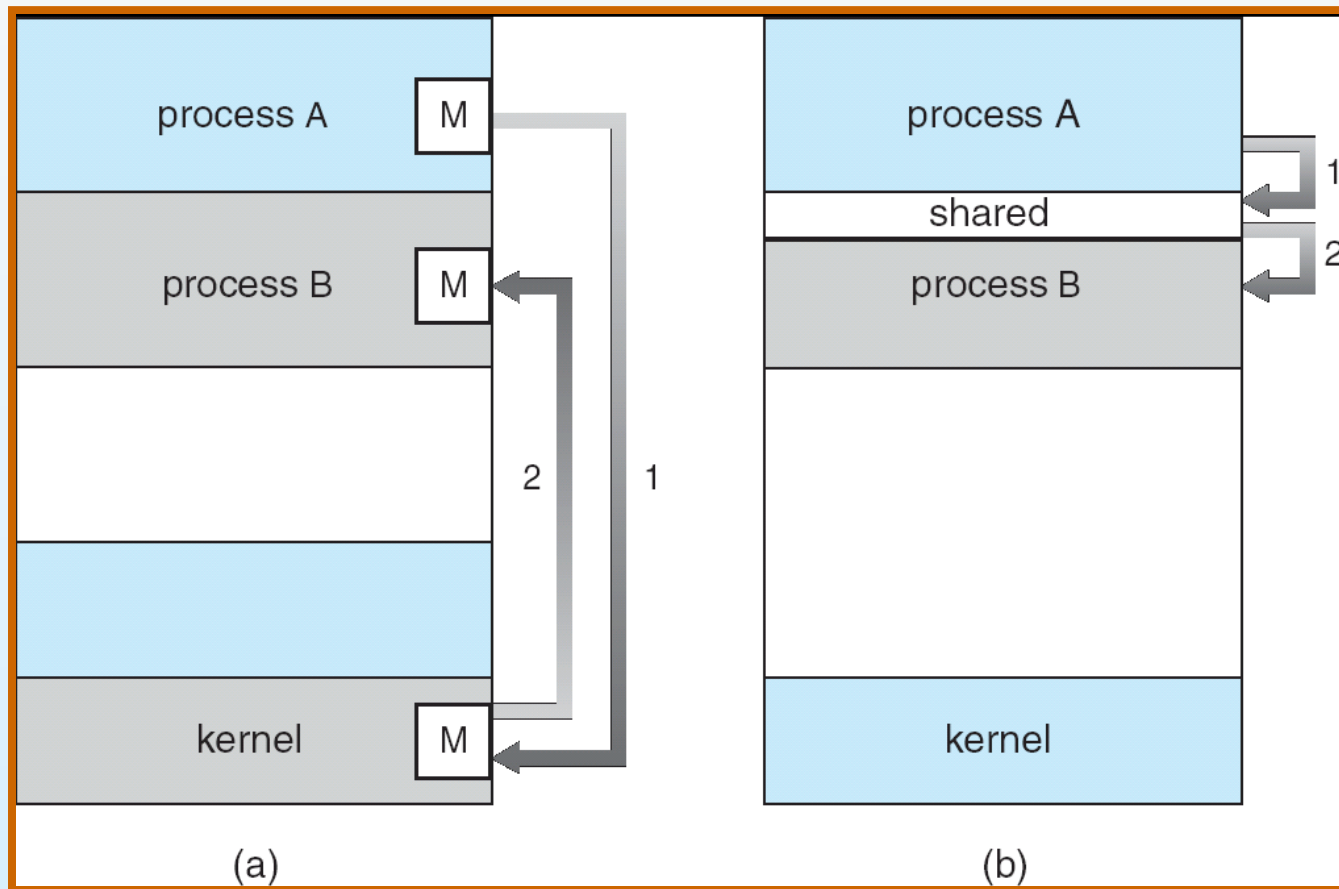 process A
M
process B
M
2
1
kernel
M
(a)
process A
1
shared
2
process B
kernel
(b)